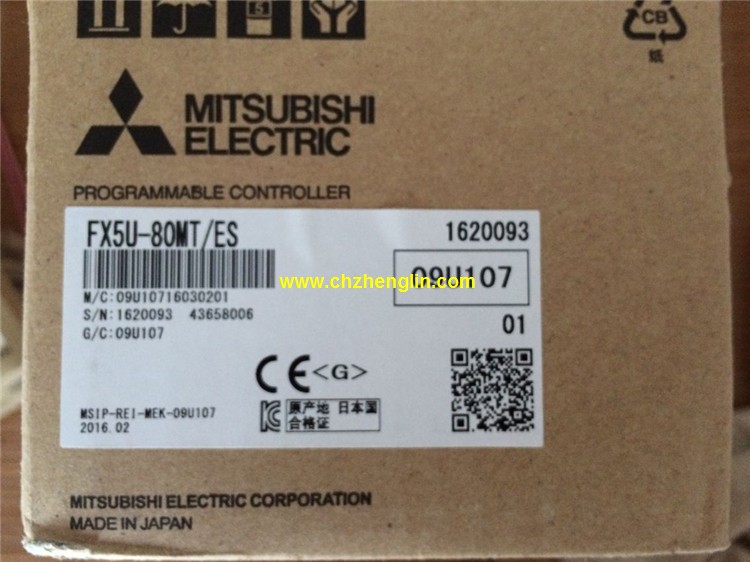 5
CB
纸
MITSUBISHI
ELECTRIC
PROGRAMMABLE CONTROLLER
FX5U-80MT/ES
1620093
www.chzhenglin.com
09U107
M/C:09U10716030201
S/N:1620093 43658006
G/C:09U107
01
CE <G>
MSIP-REI-MEK-09U107
2016.02
原产地 日本国
合格证
MITSUBISHI ELECTRIC CORPORATION
MADE IN JAPAN